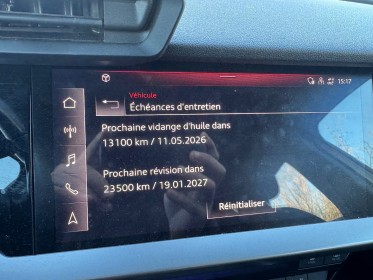 15:17
Véhicule
Échéances d'entretien
Prochaine vidange d'huile dans
13100 km / 11.05.2026
Prochaine révision dans
23500 km / 19.01.2027
Réinitialiser